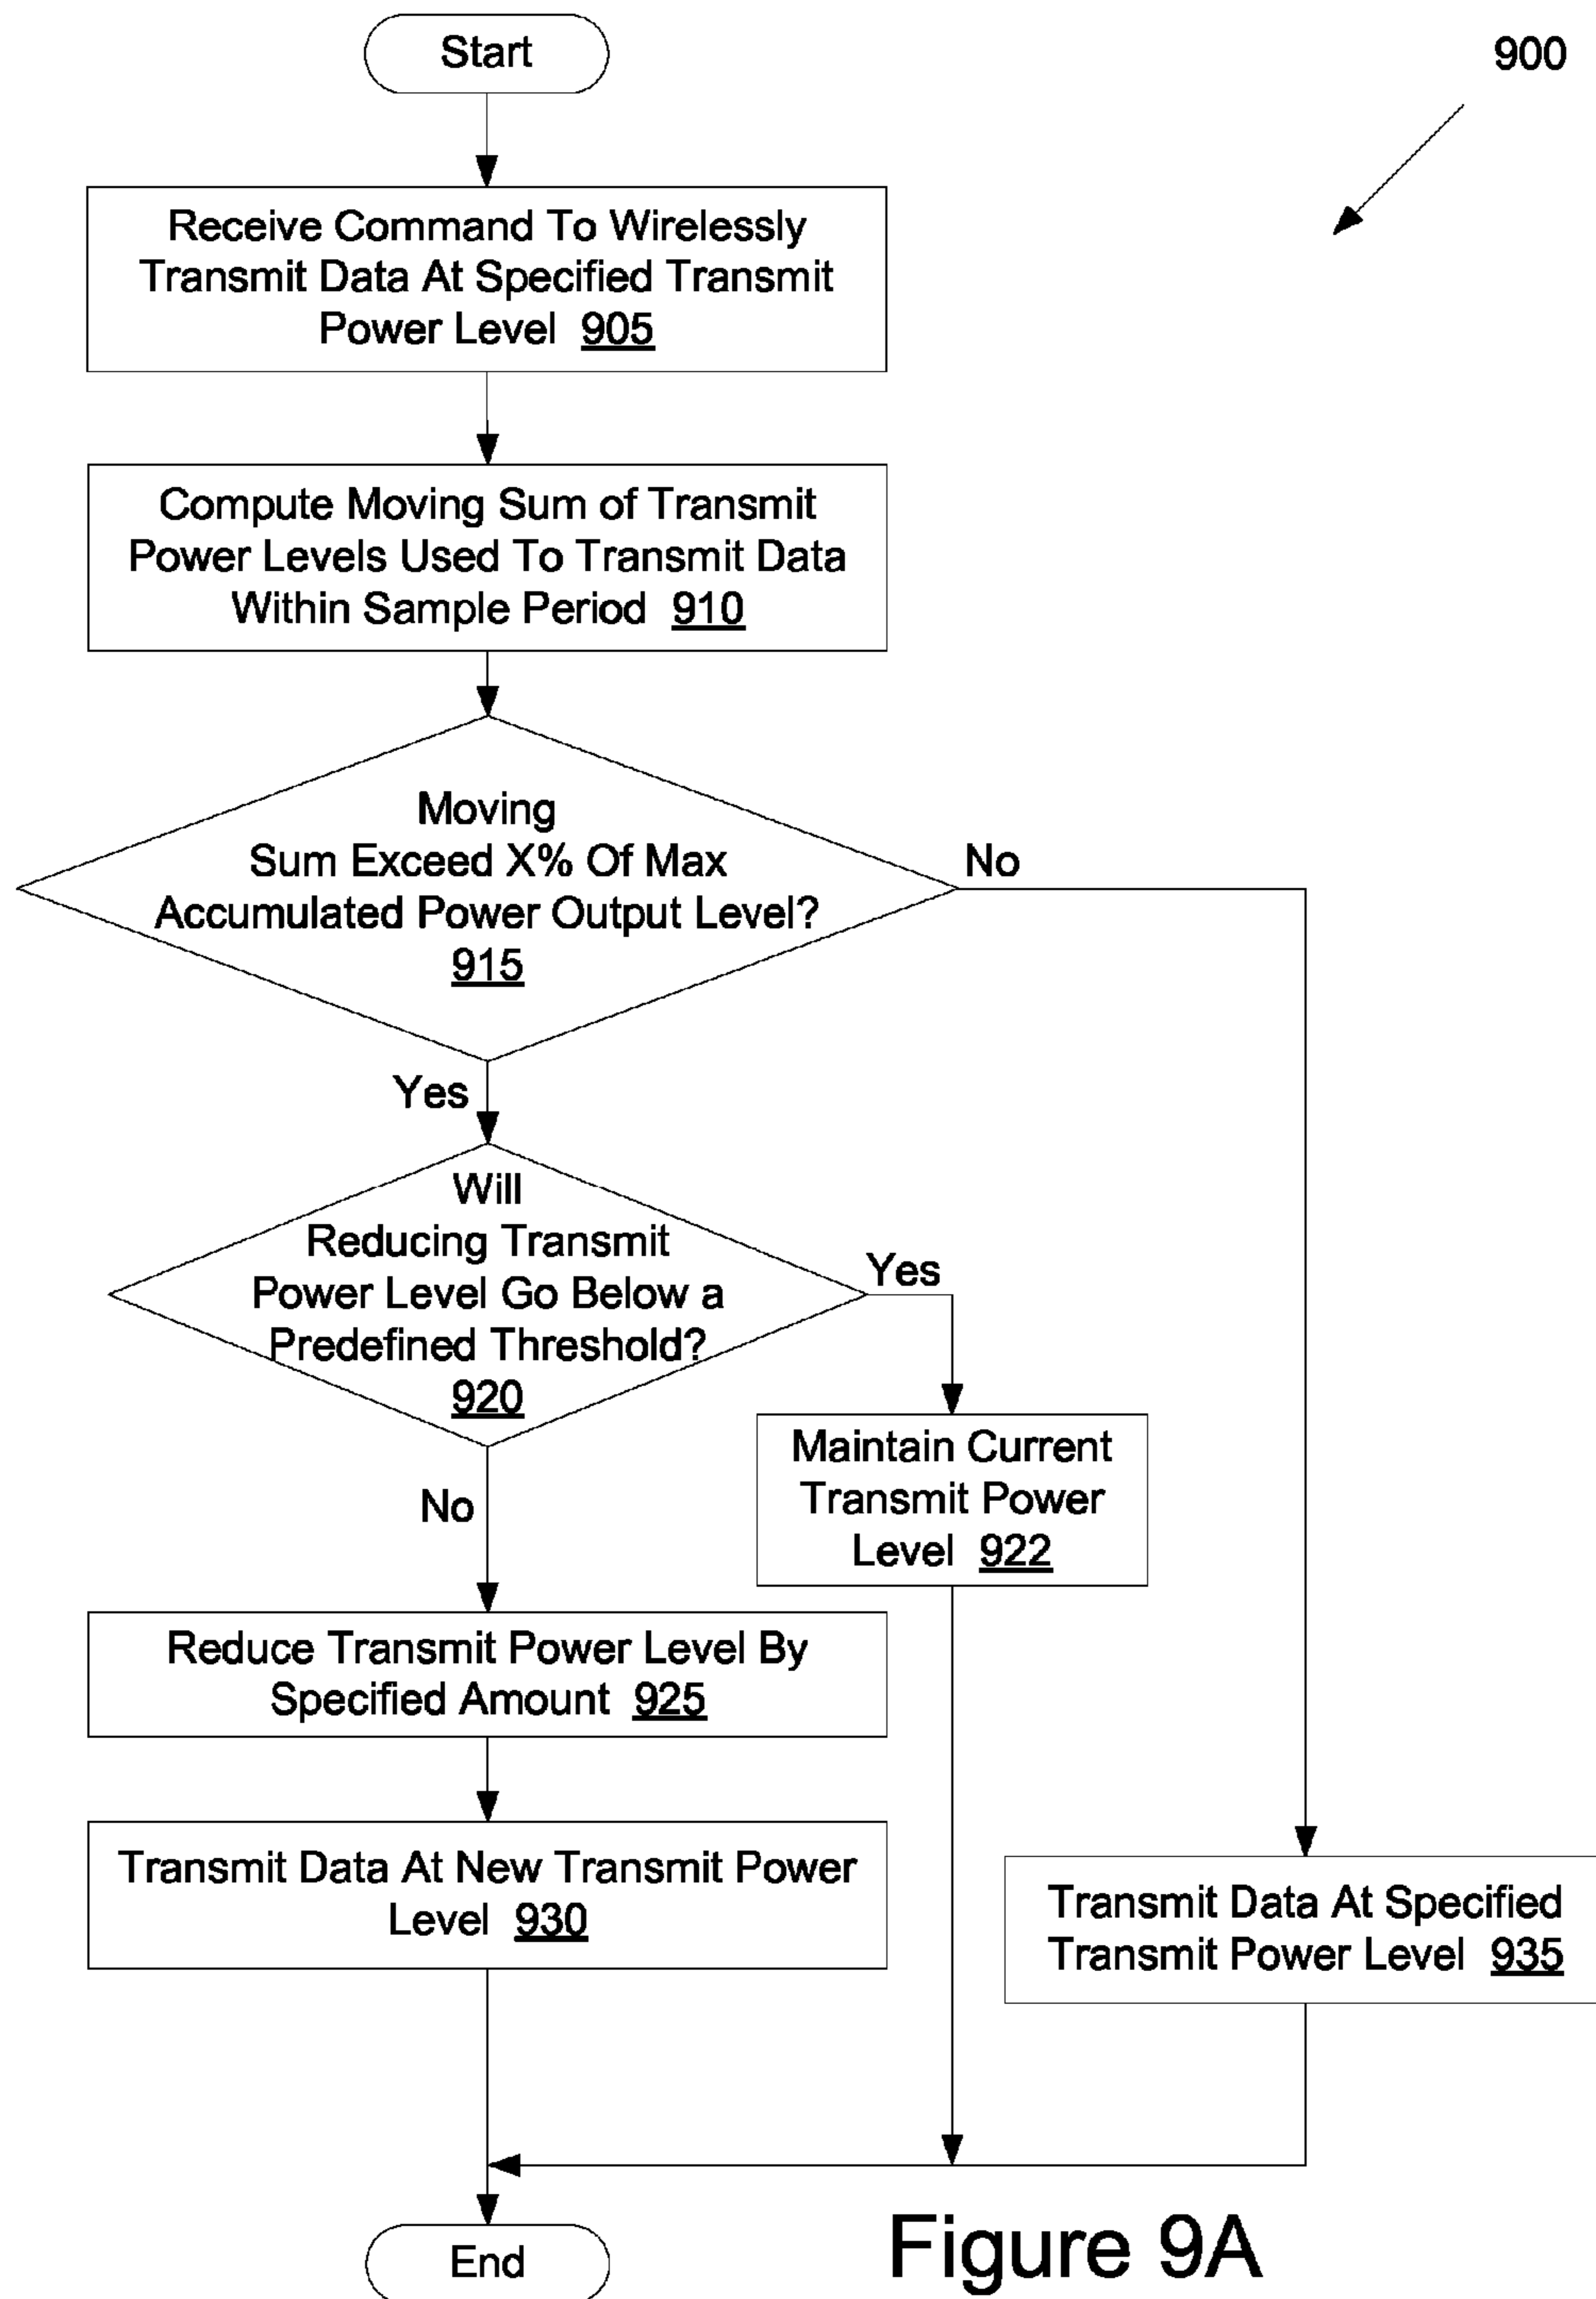 Start
900
Receive Command To Wirelessly
Transmit Data At Specified Transmit
Power Level 905
Compute Moving Sum of Transmit
Power Levels Used To Transmit Data
Within Sample Period 910
Moving
Sum Exceed X% Of Max
Accumulated Power Output Level?
915
No
Yes
Will
Reducing Transmit
Power Level Go Below a
Predefined Threshold?
920
Yes
Maintain Current
Transmit Power
Level 922
No
Reduce Transmit Power Level By
Specified Amount 925
Transmit Data At New Transmit Power
Level 930
Transmit Data At Specified
Transmit Power Level 935
End
Figure 9A